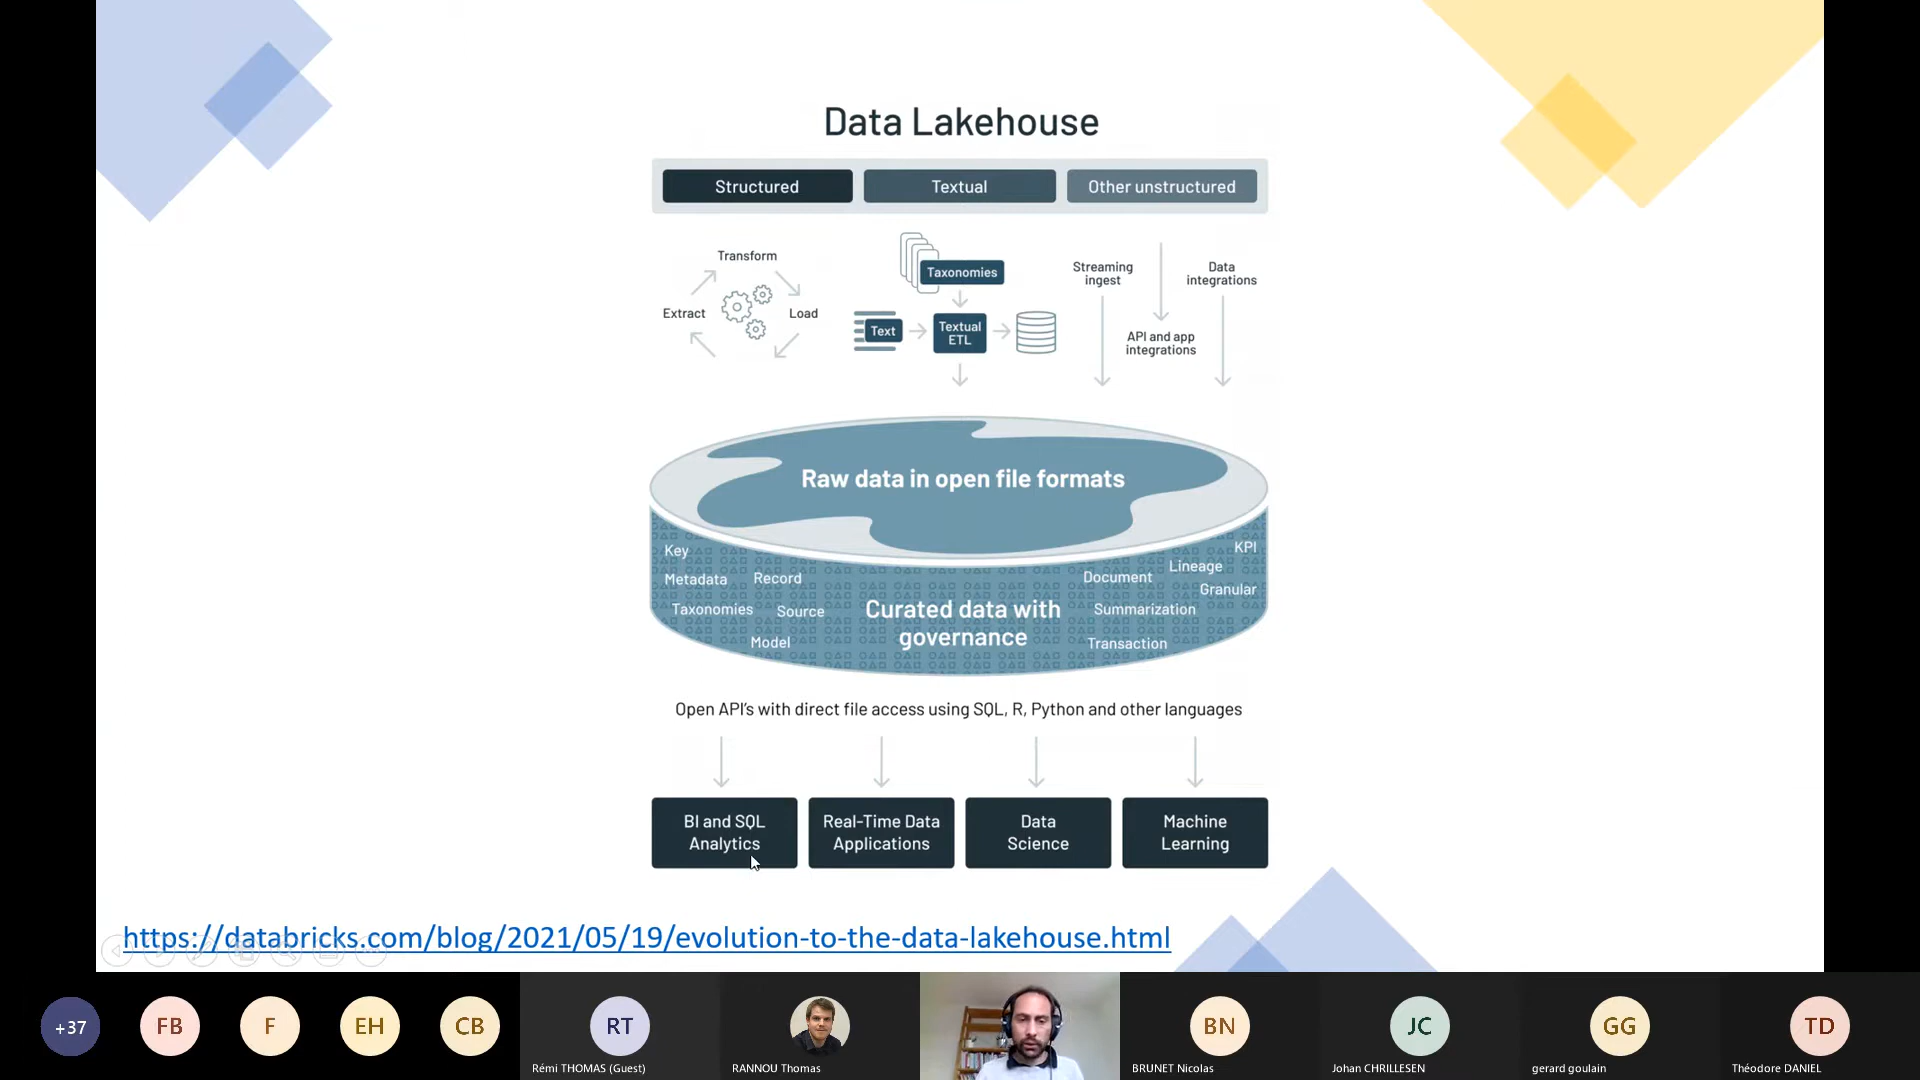 Data Lakehouse
Structured
Textual
Other unstructured
Transform
Extract
Load
Taxonomies
Text
Textual
ETL
Streaming
ingest
Data
integrations
API and app
integrations
Raw data in open file formats
Key
Metadata
Record
Taxonomies
Source
Model
Curated data with
governance
KPI
Lineage
Document
Granular
Summarization
Transaction
Open API's with direct file access using SQL, R, Python and other languages
BI and SQL
Analytics
Real-Time Data
Applications
Data
Science
Machine
Learning
https://databricks.com/blog/2021/05/19/evolution-to-the-data-lakehouse.html
+37
FB
F
EH
CB
RT
Rémi THOMAS (Guest)
RANNOU Thomas
BN
BRUNET Nicolas
JC
Johan CHRILLESEN
GG
gerard goulain
TD
Théodore DANIEL